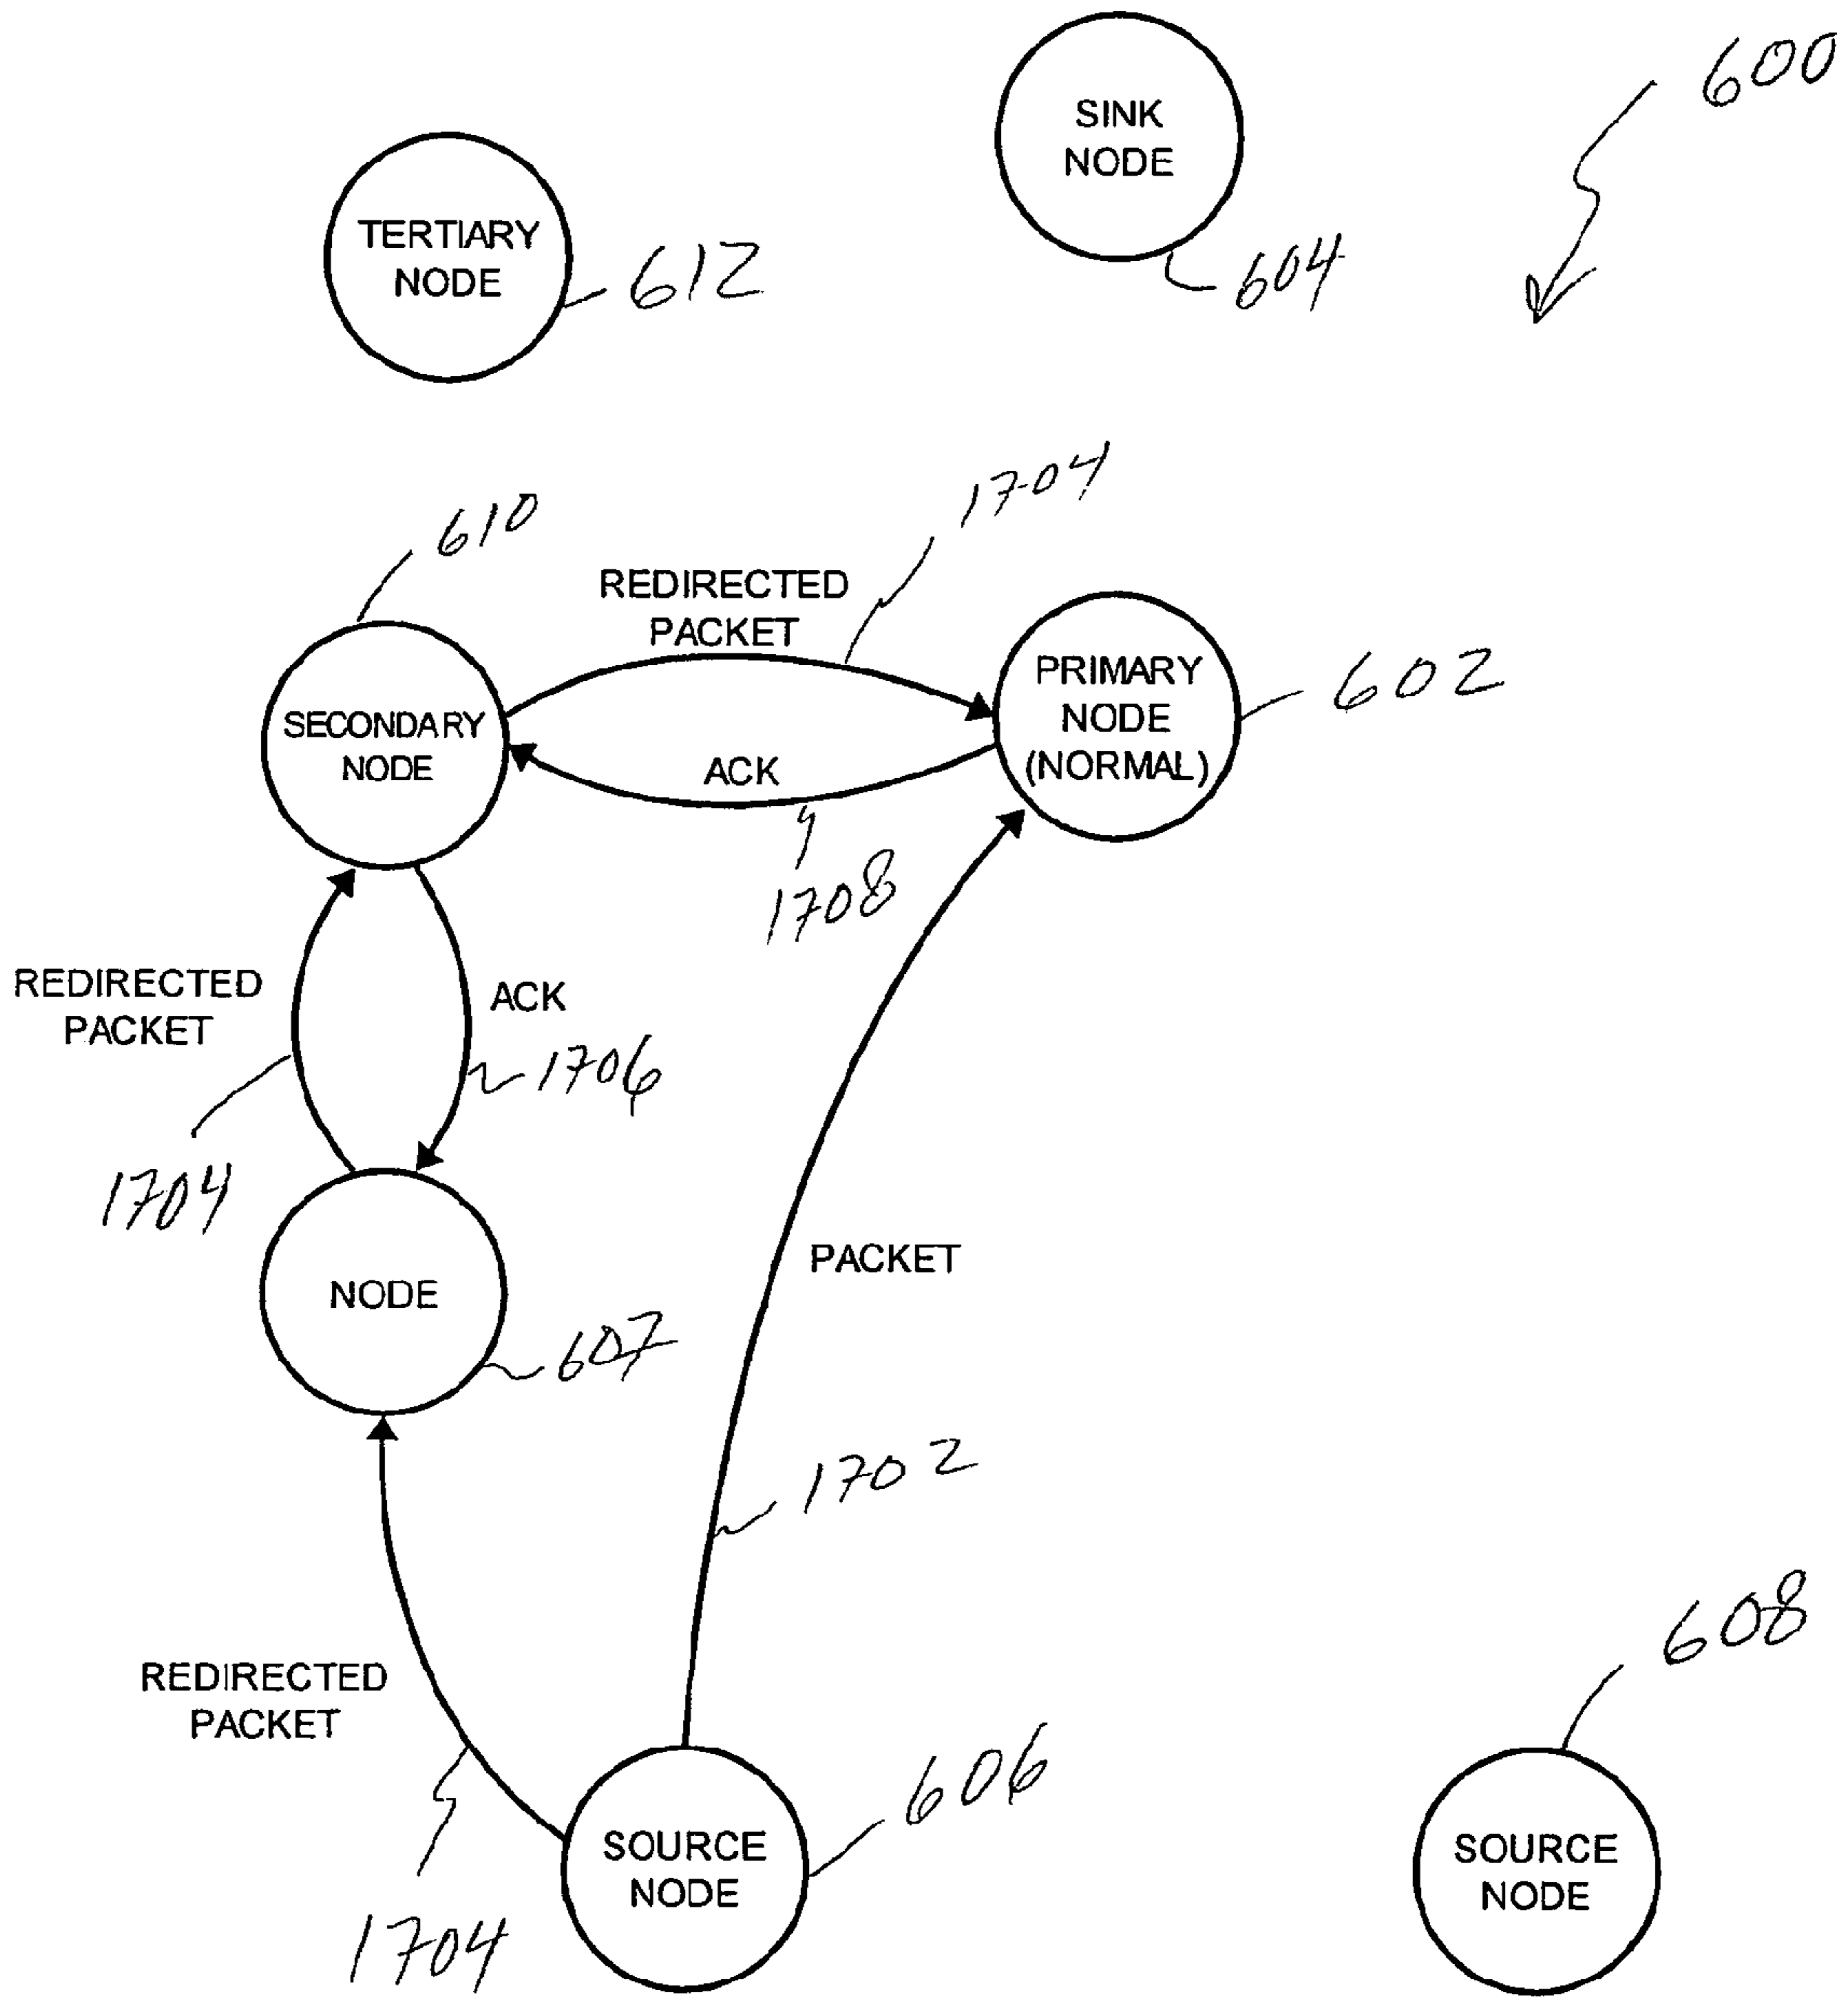 SINK
NODE
600
TERTIARY
NODE
612
604
610
1704
REDIRECTED
PACKET
PRIMARY
NODE
(NORMAL)
602
SECONDARY
NODE
ACK
1708
REDIRECTED
PACKET
ACK
1706
1704
PACKET
NODE
607
1702
608
REDIRECTED
PACKET
606
SOURCE
NODE
SOURCE
NODE
1704